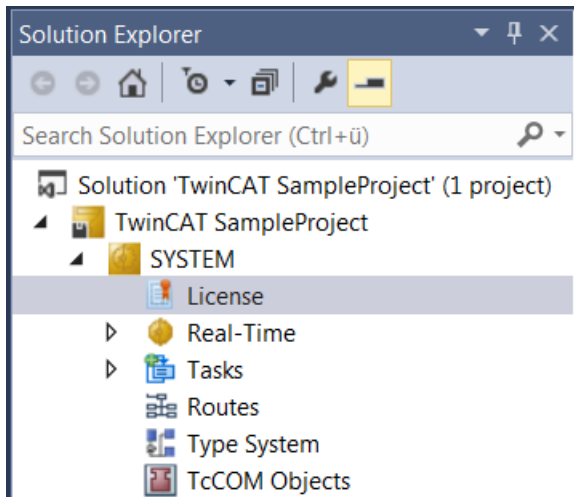 Solution Explorer
Search Solution Explorer (Ctrl+ü)
Solution 'TwinCAT SampleProject' (1 project)
TwinCAT SampleProject
SYSTEM
License
Real-Time
Tasks
Routes
Type System
TcCOM Objects